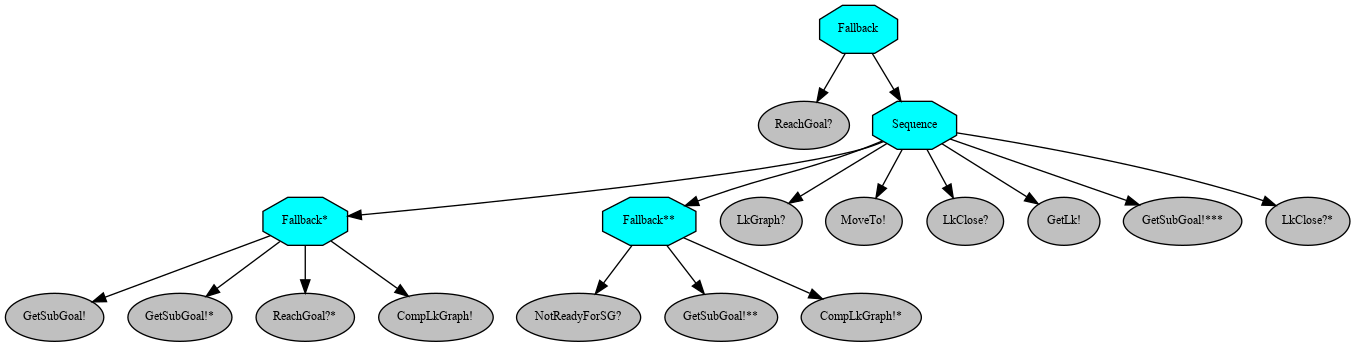 Fallback
ReachGoal?
Sequence
Fallback*
Fallback**
LkGraph?
MoveTo!
LkClose?
GetLk!
GetSubGoal!***
LkClose?*
GetSubGoal!
GetSubGoal!*
ReachGoal?*
CompLkGraph!
NotReadyForSG?
GetSubGoal!**
CompLkGraph!*